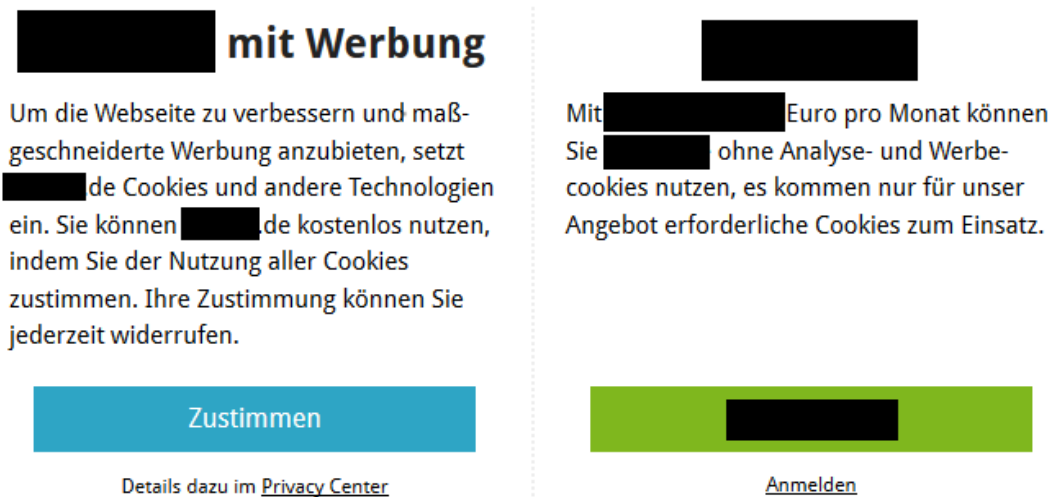 mit Werbung
Um die Webseite zu verbessern und maß-
geschneiderte Werbung anzubieten, setzt
.de Cookies und andere Technologien
ein. Sie können .de kostenlos nutzen,
indem Sie der Nutzung aller Cookies
zustimmen. Ihre Zustimmung können Sie
jederzeit widerrufen.
Zustimmen
Details dazu im Privacy Center
Mit Euro pro Monat können
Sie ohne Analyse- und Werbe-
cookies nutzen, es kommen nur für unser
Angebot erforderliche Cookies zum Einsatz.
Anmelden